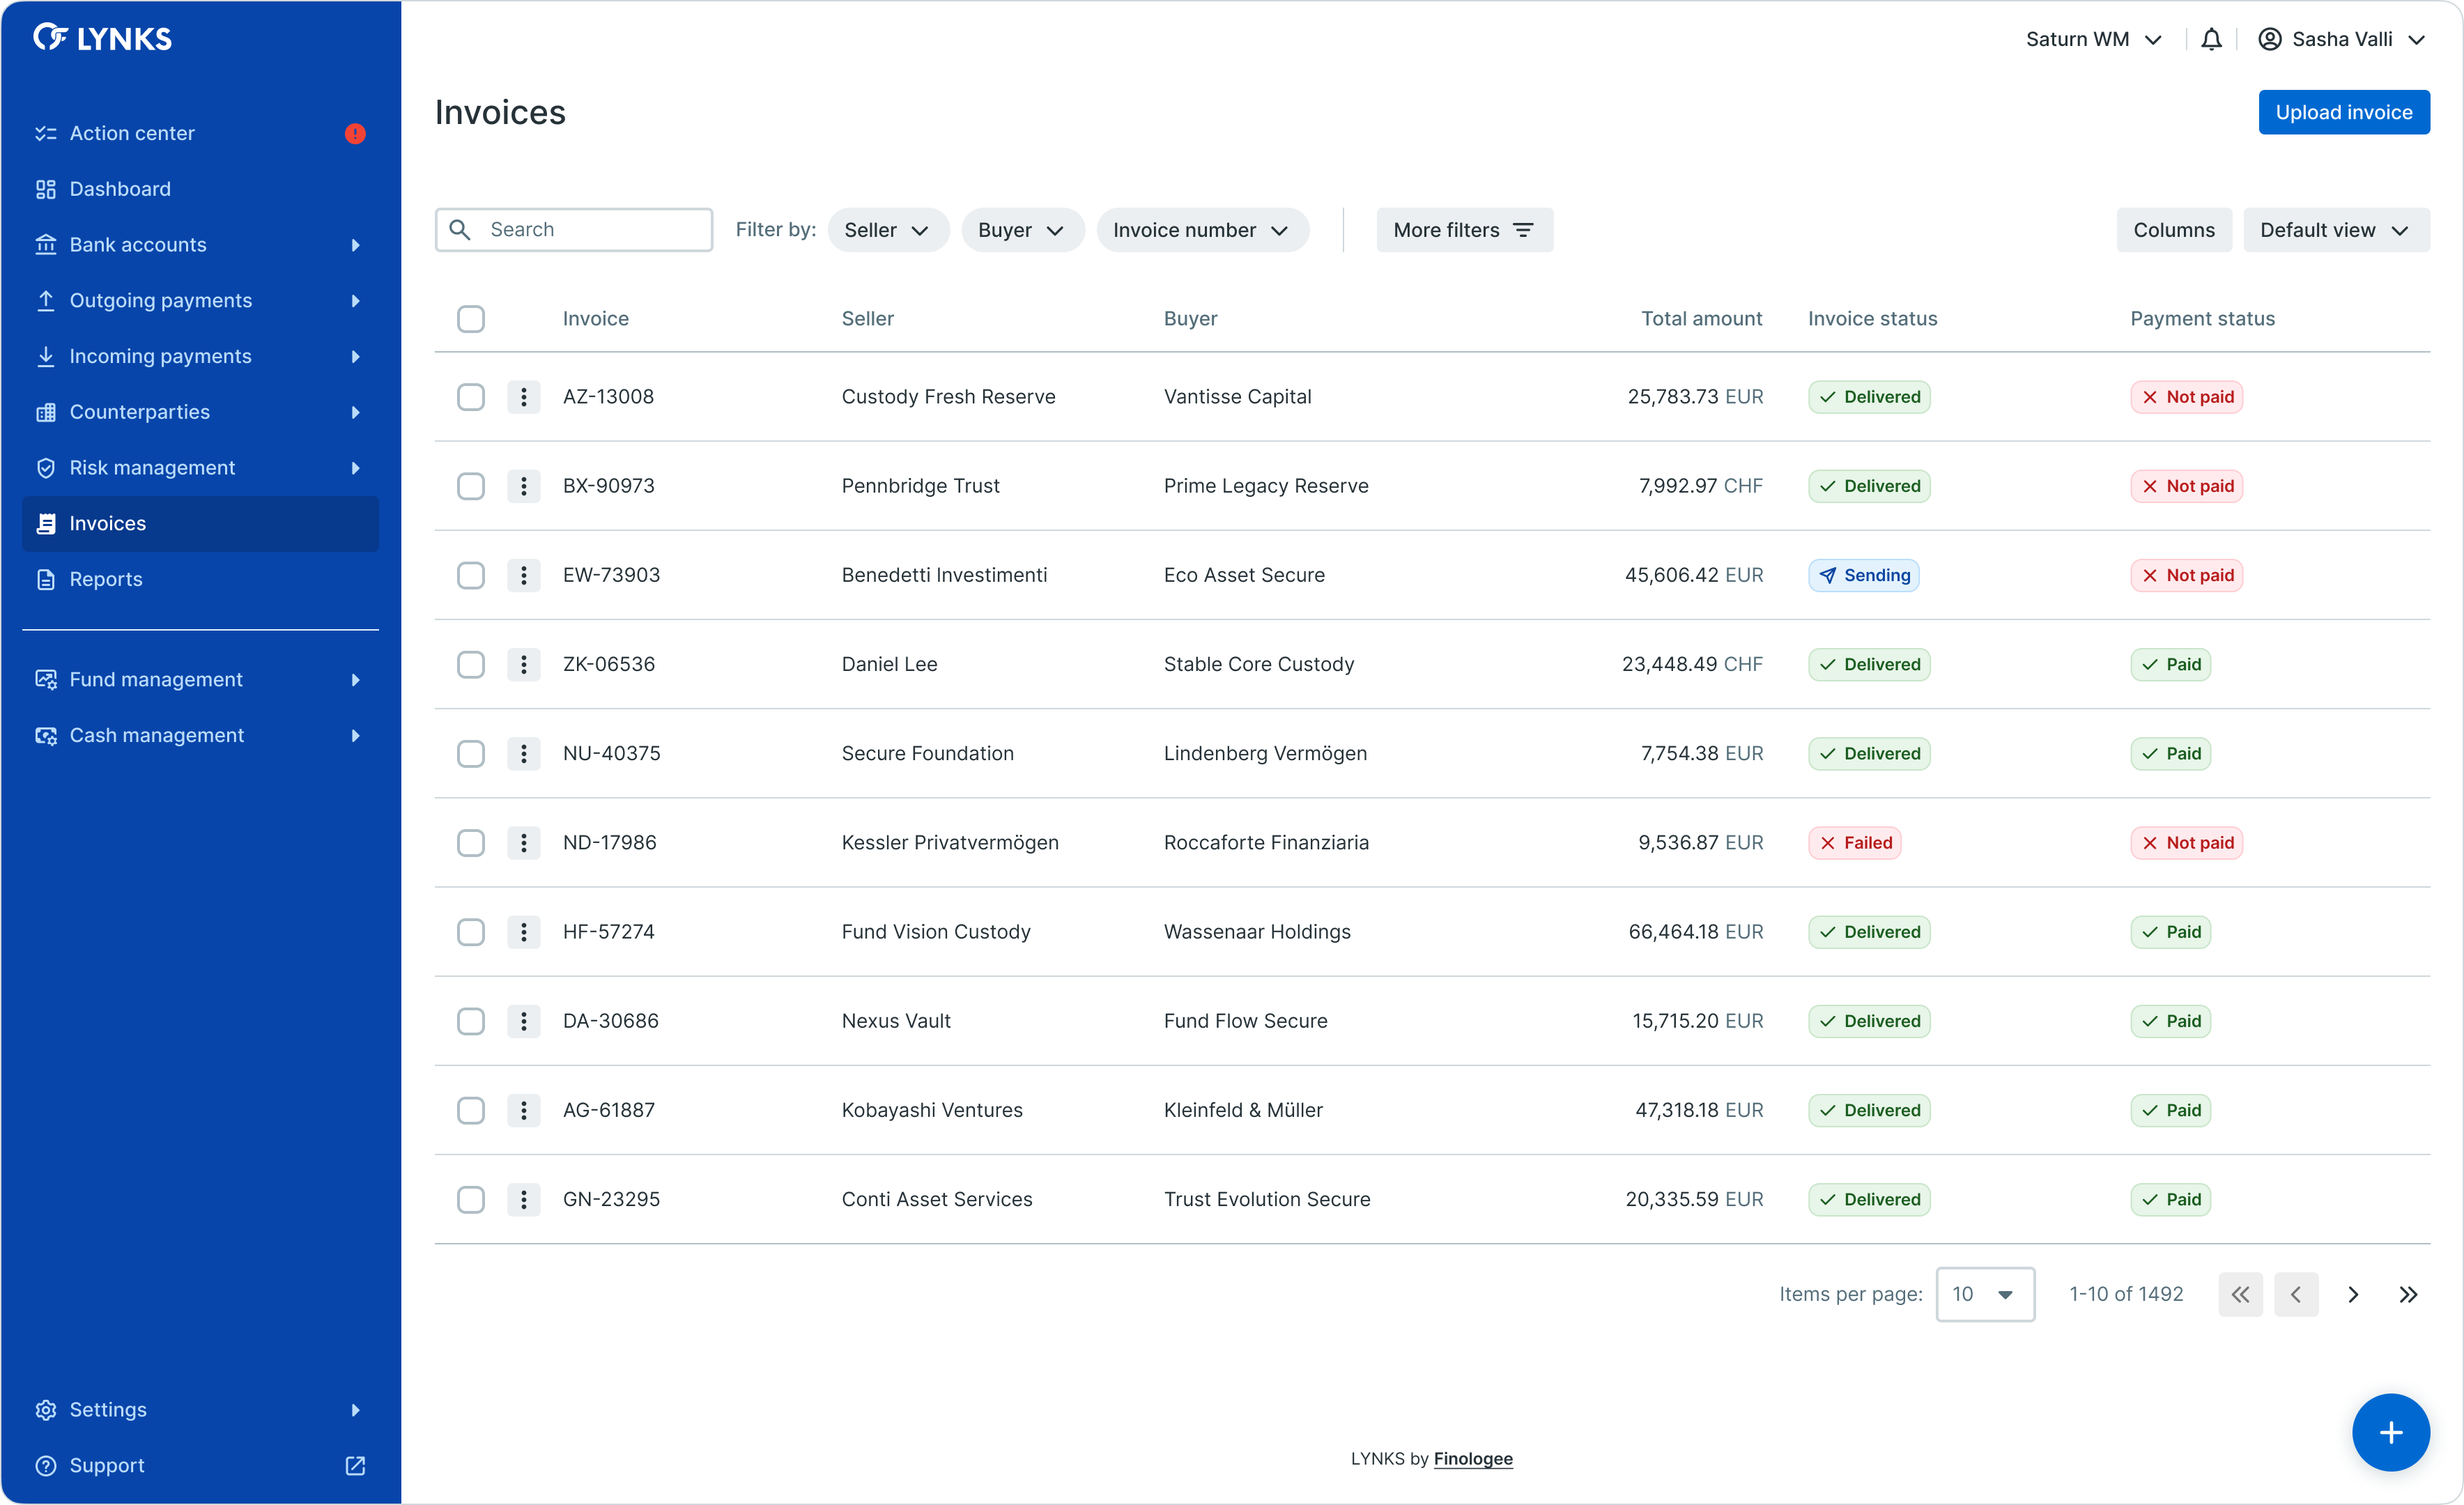 LYNKS
Action center
Dashboard
Bank accounts
Outgoing payments
Incoming payments
Counterparties
Risk management
Invoices
Reports
Fund management
Cash management
Settings
Support
Saturn WM
Sasha Valli
Invoices
Upload invoice
Search
Filter by:
Seller
Buyer
Invoice number
More filters
Columns
Default view
Invoice Seller Buyer Total amount Invoice status Payment status
AZ-13008 Custody Fresh Reserve Vantisse Capital 25,783.73 EUR Delivered Not paid
BX-90973 Pennbridge Trust Prime Legacy Reserve 7,992.97 CHF Delivered Not paid
EW-73903 Benedetti Investimenti Eco Asset Secure 45,606.42 EUR Sending Not paid
ZK-06536 Daniel Lee Stable Core Custody 23,448.49 CHF Delivered Paid
NU-40375 Secure Foundation Lindenberg Vermögen 7,754.38 EUR Delivered Paid
ND-17986 Kessler Privatvermögen Roccaforte Finanziaria 9,536.87 EUR Failed Not paid
HF-57274 Fund Vision Custody Wassenaar Holdings 66,464.18 EUR Delivered Paid
DA-30686 Nexus Vault Fund Flow Secure 15,715.20 EUR Delivered Paid
AG-61887 Kobayashi Ventures Kleinfeld & Müller 47,318.18 EUR Delivered Paid
GN-23295 Conti Asset Services Trust Evolution Secure 20,335.59 EUR Delivered Paid
Items per page: 10 1-10 of 1492
LYNKS by Finologee